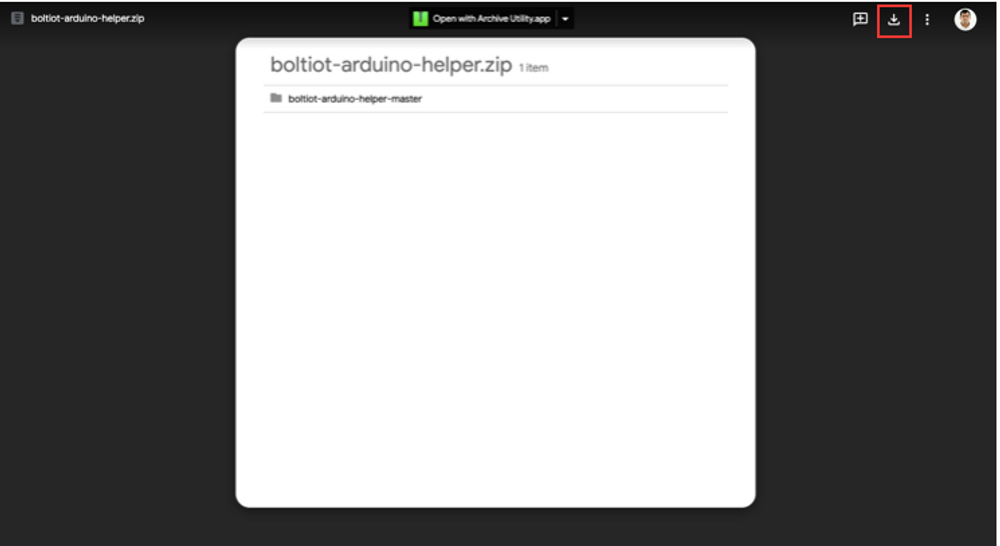 boltiot-arduino-helper.zip
Open with Archive Utility.app
boltiot-arduino-helper.zip 1 item
boltiot-arduino-helper-master